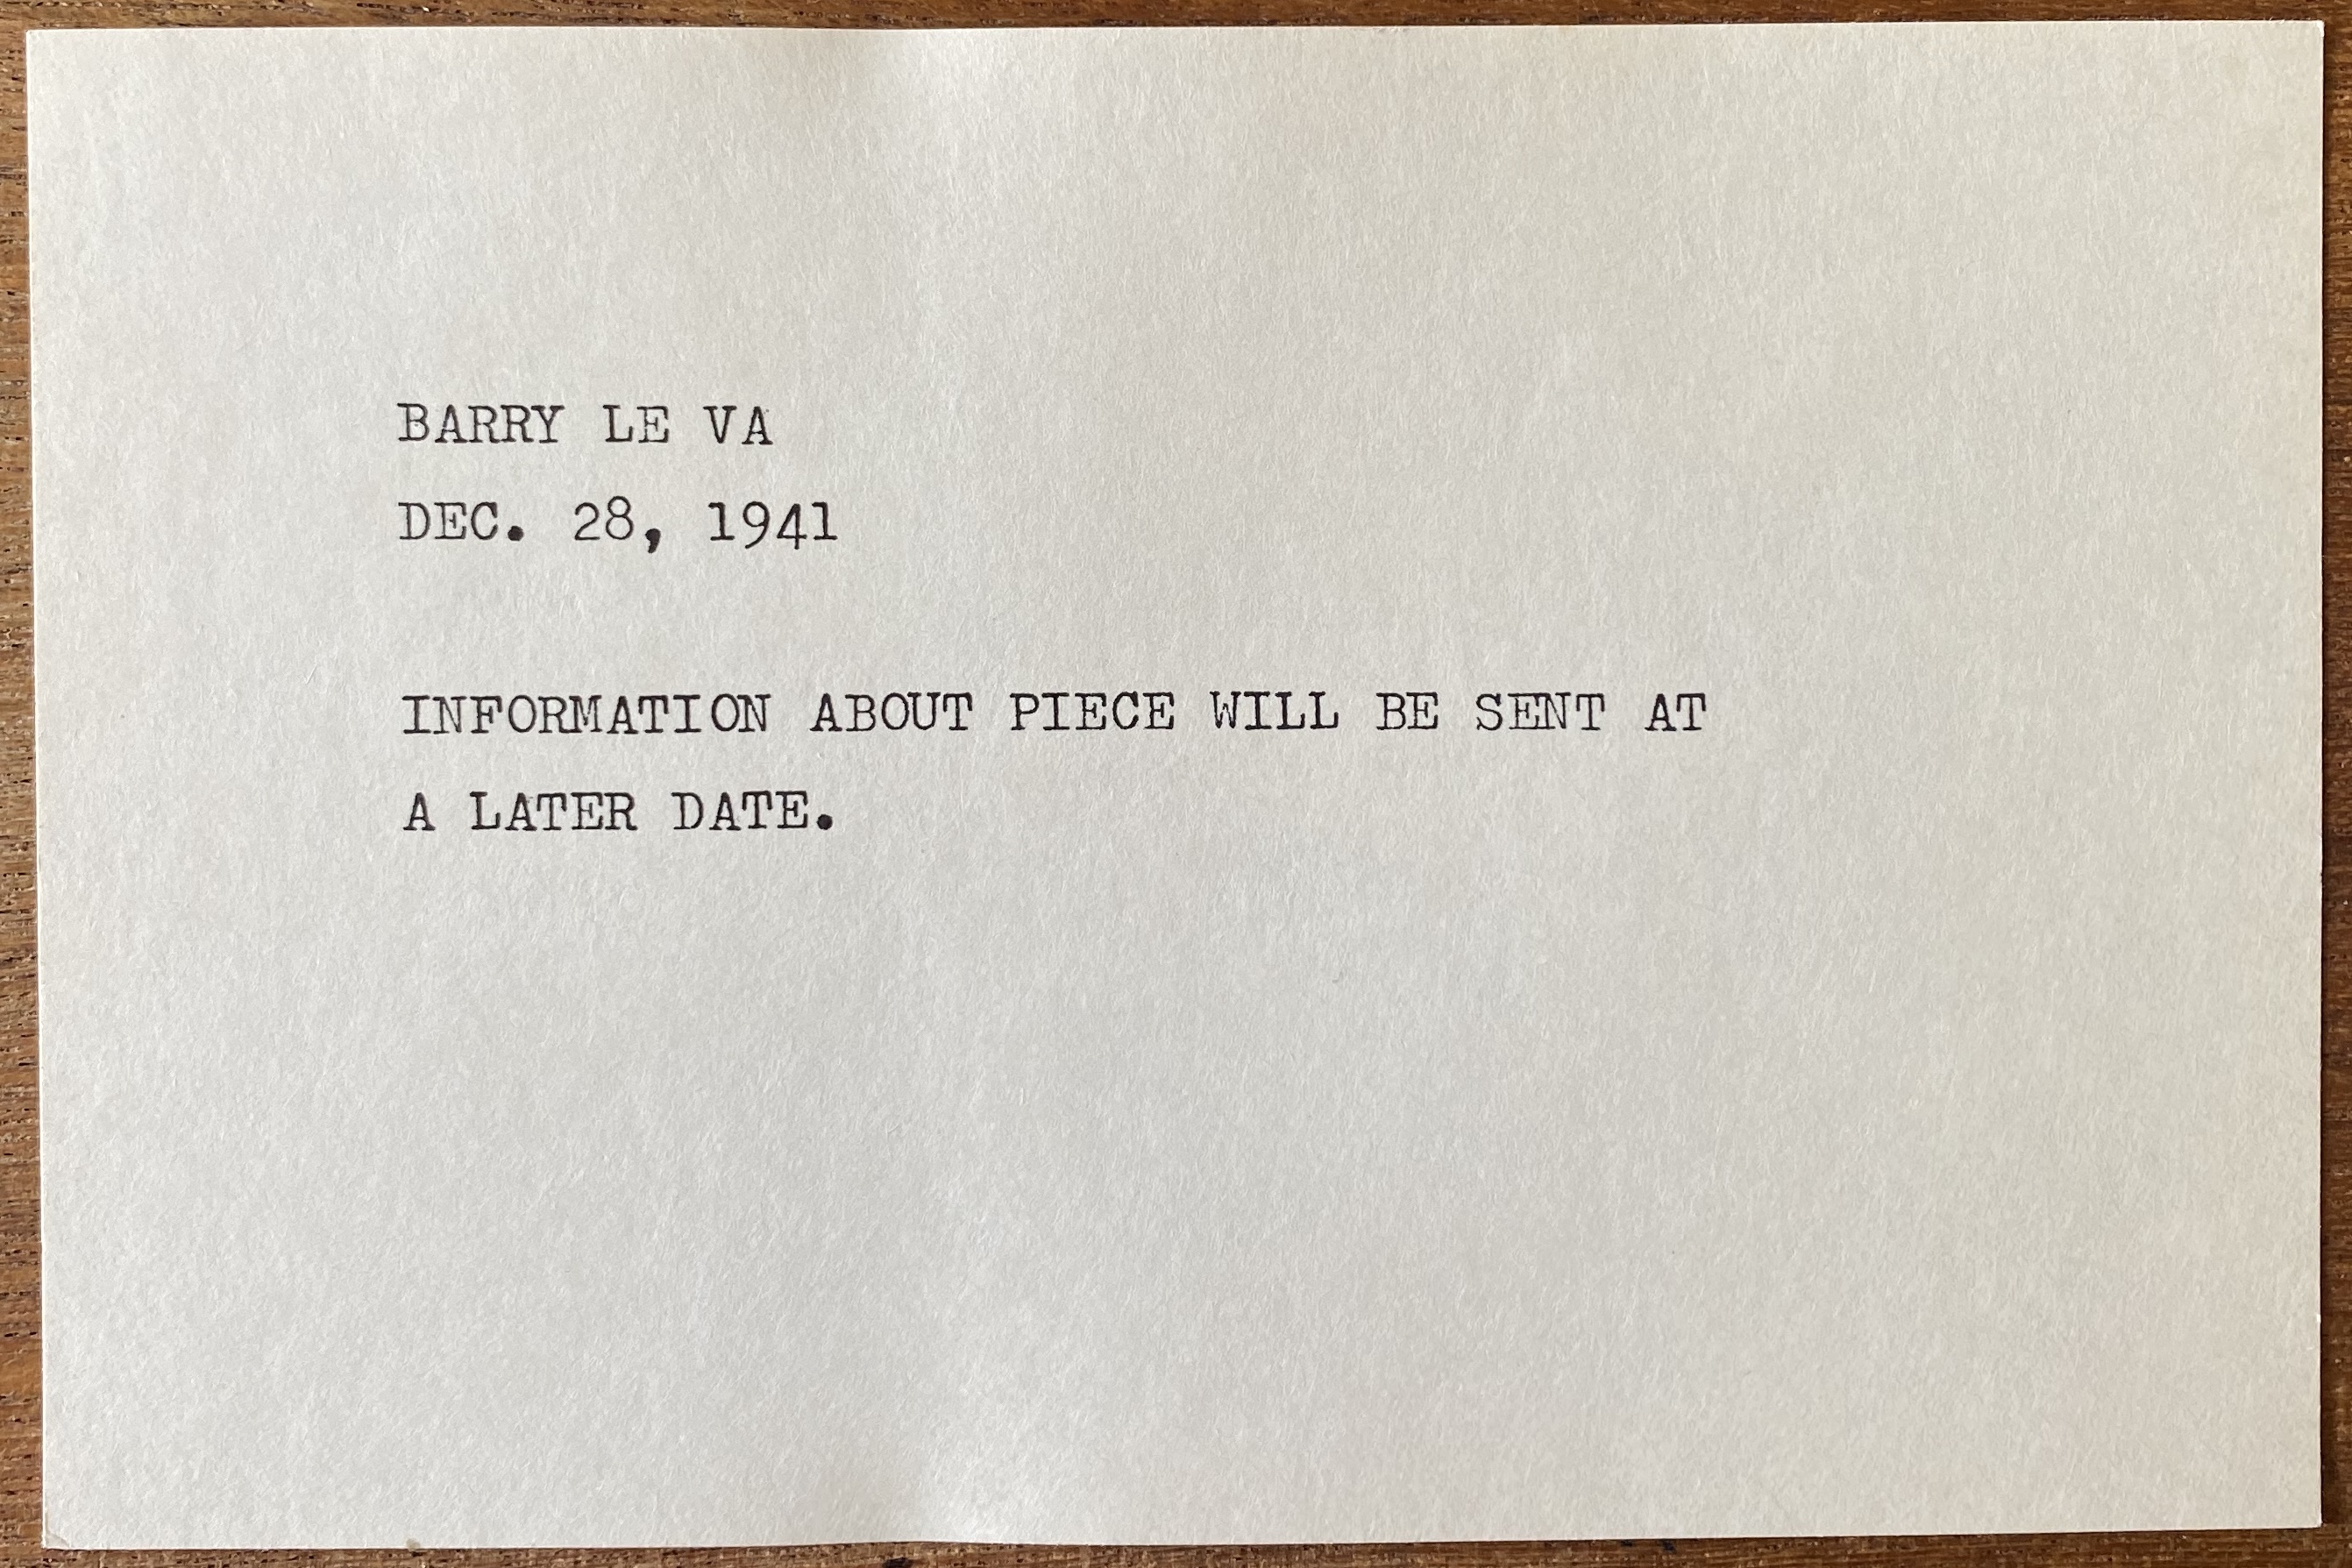 BARRY LE VA
DEC. 28, 1941
INFORMATION ABOUT PIECE WILL BE SENT AT
A LATER DATE.